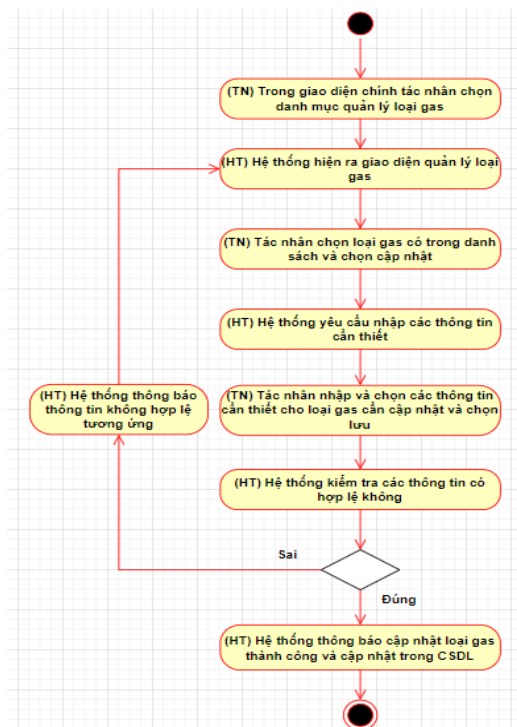 (TN) Trong giao diện chính tác nhân chọn
danh mục quản lý loại gas
(HT) Hệ thống hiện ra giao diện quản lý loại
gas
(TN) Tác nhân chọn loại gas có trong danh
sách và chọn cập nhật
(HT) Hệ thống yêu cầu nhập các thông tin
cần thiết
(HT) Hệ thống thông báo
thông tin không hợp lệ
tương ứng
(TN) Tác nhân nhập và chọn các thông tin
cần thiết cho loại gas cần cập nhật và chọn
lưu
(HT) Hệ thống kiểm tra các thông tin có
hợp lệ không
Sai
Đúng
(HT) Hệ thống thông báo cập nhật loại gas
thành công và cập nhật trong CSDL